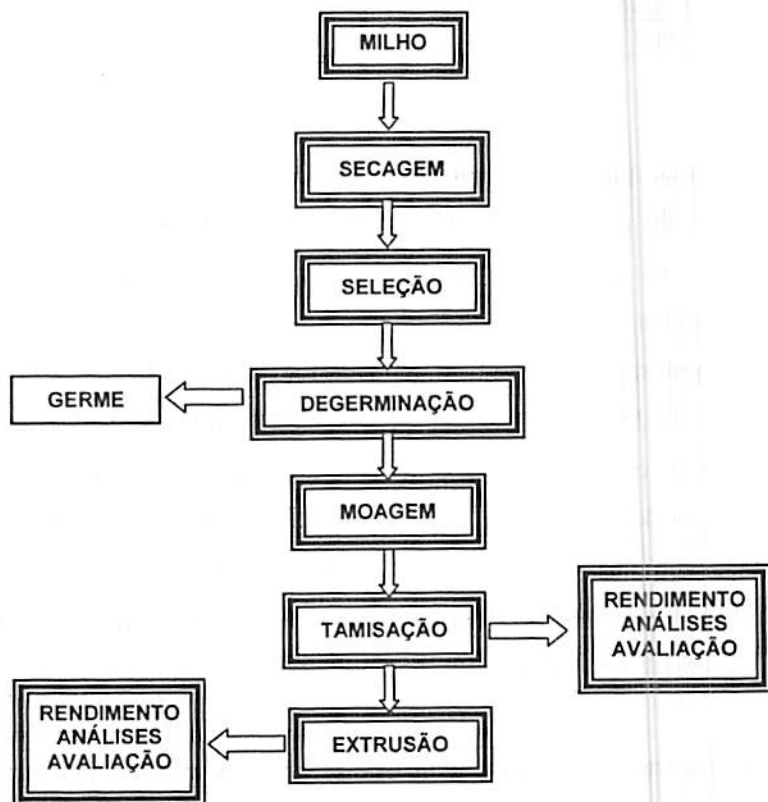 MILHO
SECAGEM
SELEÇÃO
GERME
DEGERMINAÇÃO
MOAGEM
TAMISAÇÃO
RENDIMENTO
ANÁLISES
AVALIAÇÃO
RENDIMENTO
ANÁLISES
AVALIAÇÃO
EXTRUSÃO